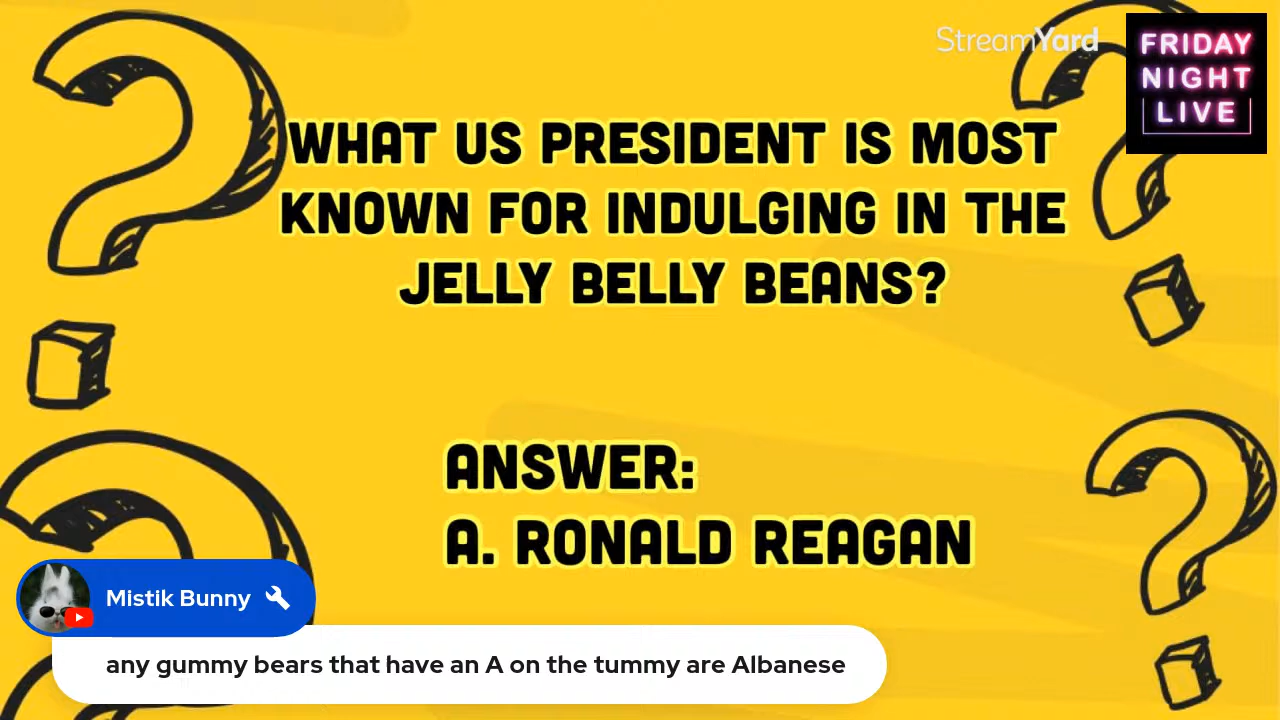 StreamYard
FRIDAY
NIGHT
LIVE
WHAT US PRESIDENT IS MOST
KNOWN FOR INDULGING IN THE
JELLY BELLY BEANS?
ANSWER:
A. RONALD REAGAN
Mistik Bunny
any gummy bears that have an A on the tummy are Albanese